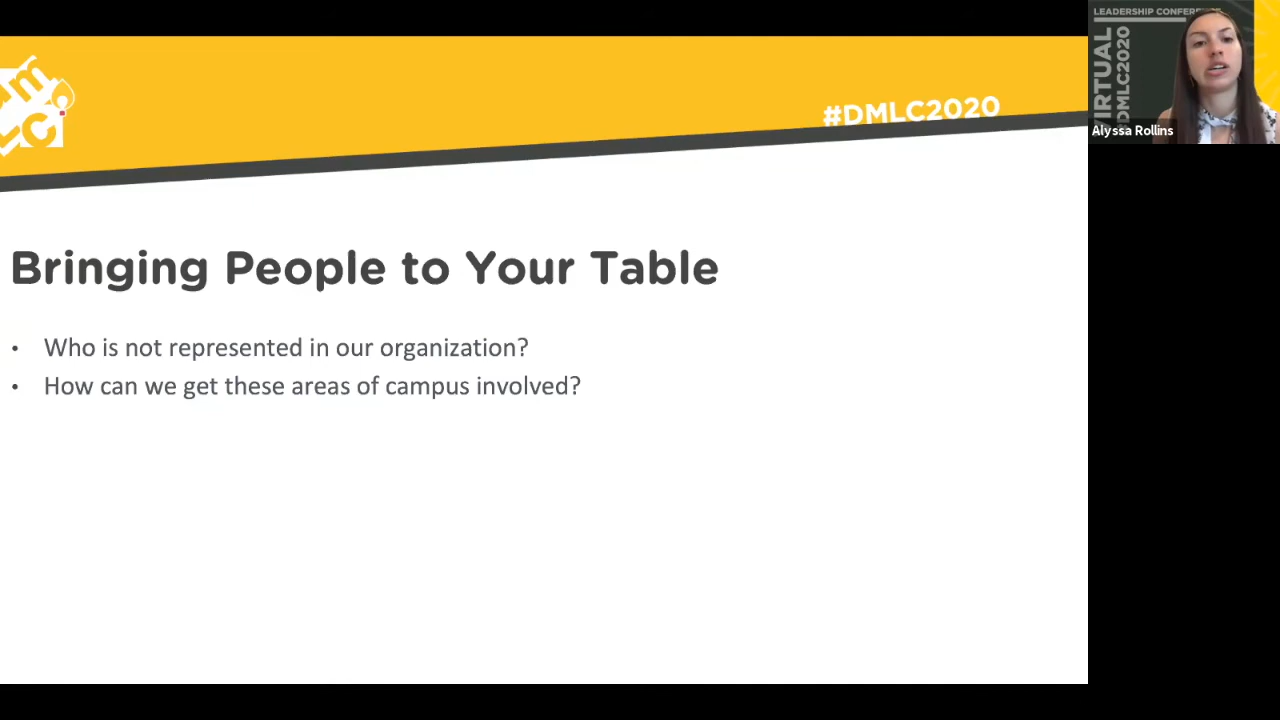 #DMLC2020
Bringing People to Your Table
• Who is not represented in our organization?
• How can we get these areas of campus involved?
LEADERSHIP CONFERENCE
VIRTUAL
#DMLC2020
Alyssa Rollins